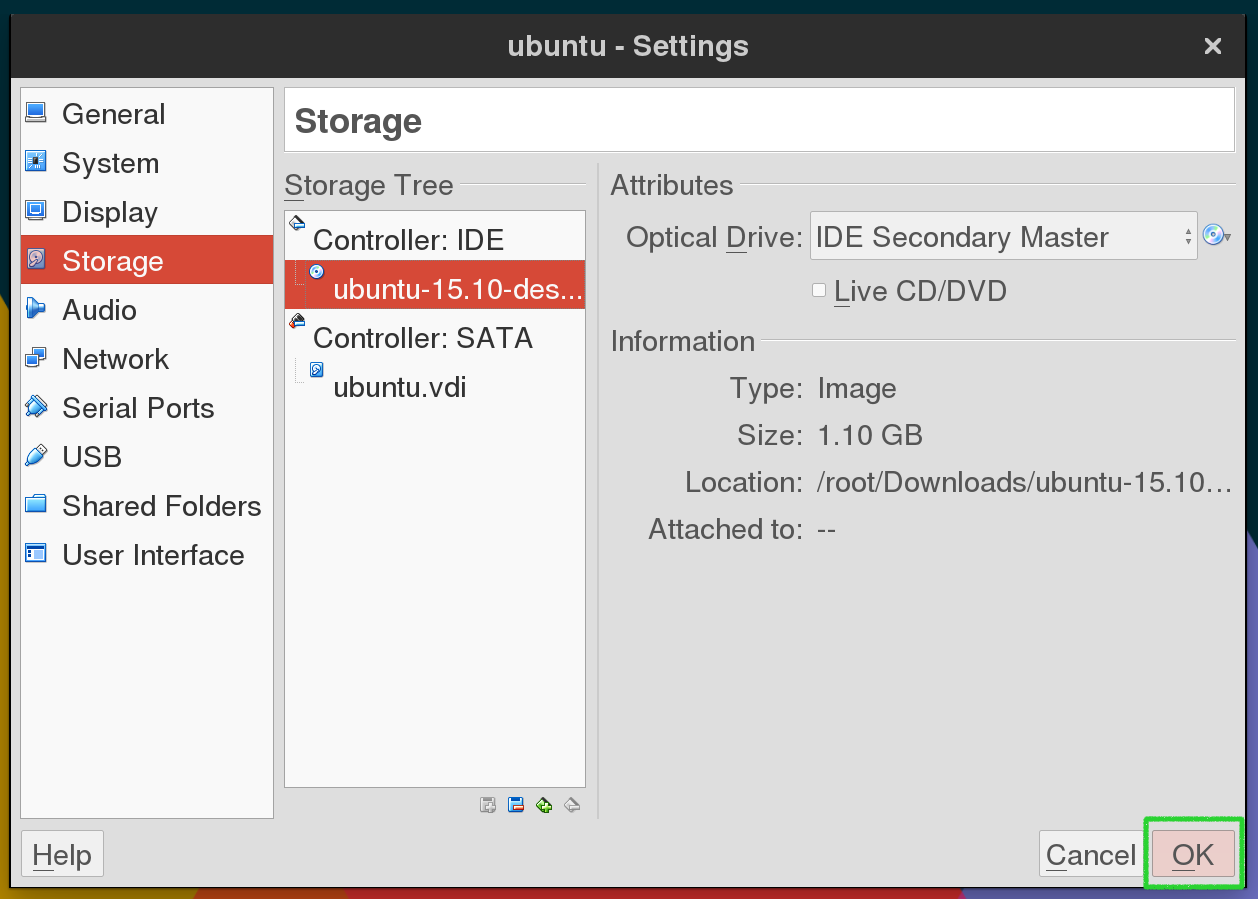 ubuntu - Settings
General
System
Display
Storage
Audio
Network
Serial Ports
USB
Shared Folders
User Interface
Storage
Storage Tree
Controller: IDE
ubuntu-15.10-des...
Controller: SATA
ubuntu.vdi
Attributes
Optical Drive: IDE Secondary Master
Live CD/DVD
Information
Type: Image
Size: 1.10 GB
Location: /root/Downloads/ubuntu-15.10...
Attached to: --
Help
Cancel
OK